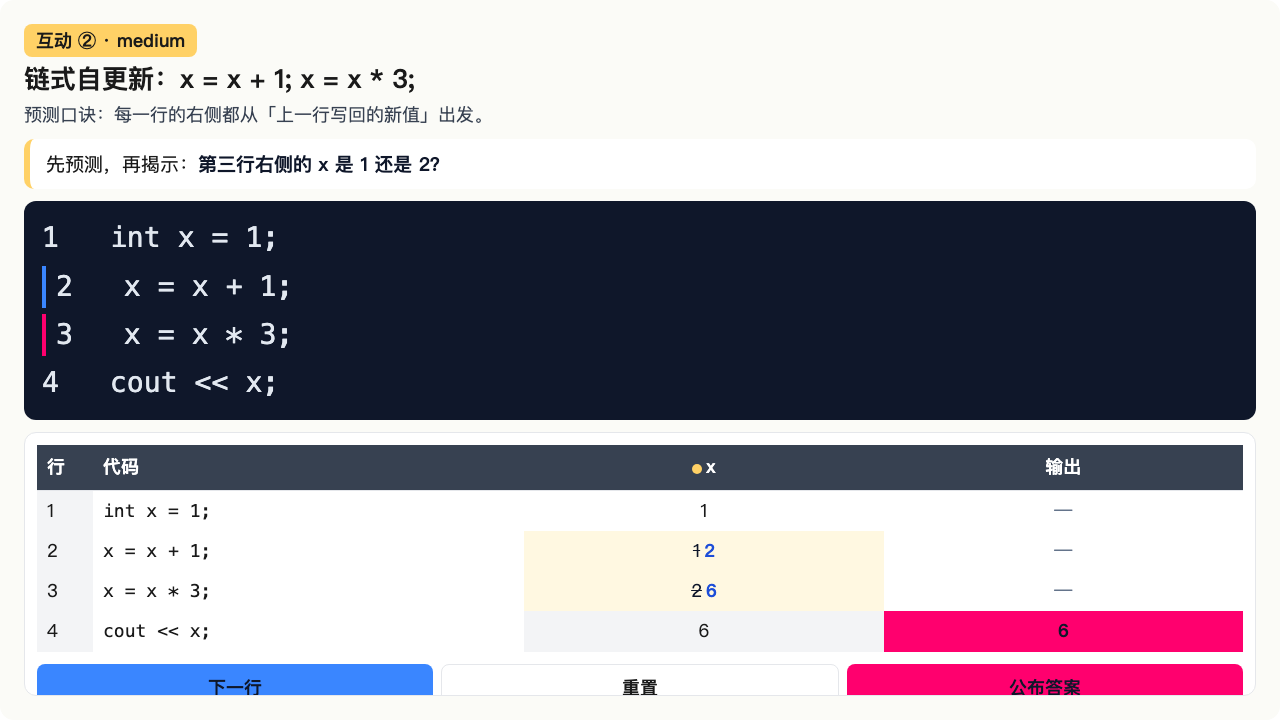 互动 ② · medium
链式自更新：x = x + 1; x = x * 3;
预测口诀：每一行的右侧都从「上一行写回的新值」出发。
先预测，再揭示：第三行右侧的 x 是 1 还是 2?
1 int x = 1;
2 x = x + 1;
3 x = x * 3;
4 cout << x;
行 代码 x 输出
1 int x = 1; 1 —
2 x = x + 1; 1 2 —
3 x = x * 3; 2 6 —
4 cout << x; 6 6
下一行 重置 公布答案